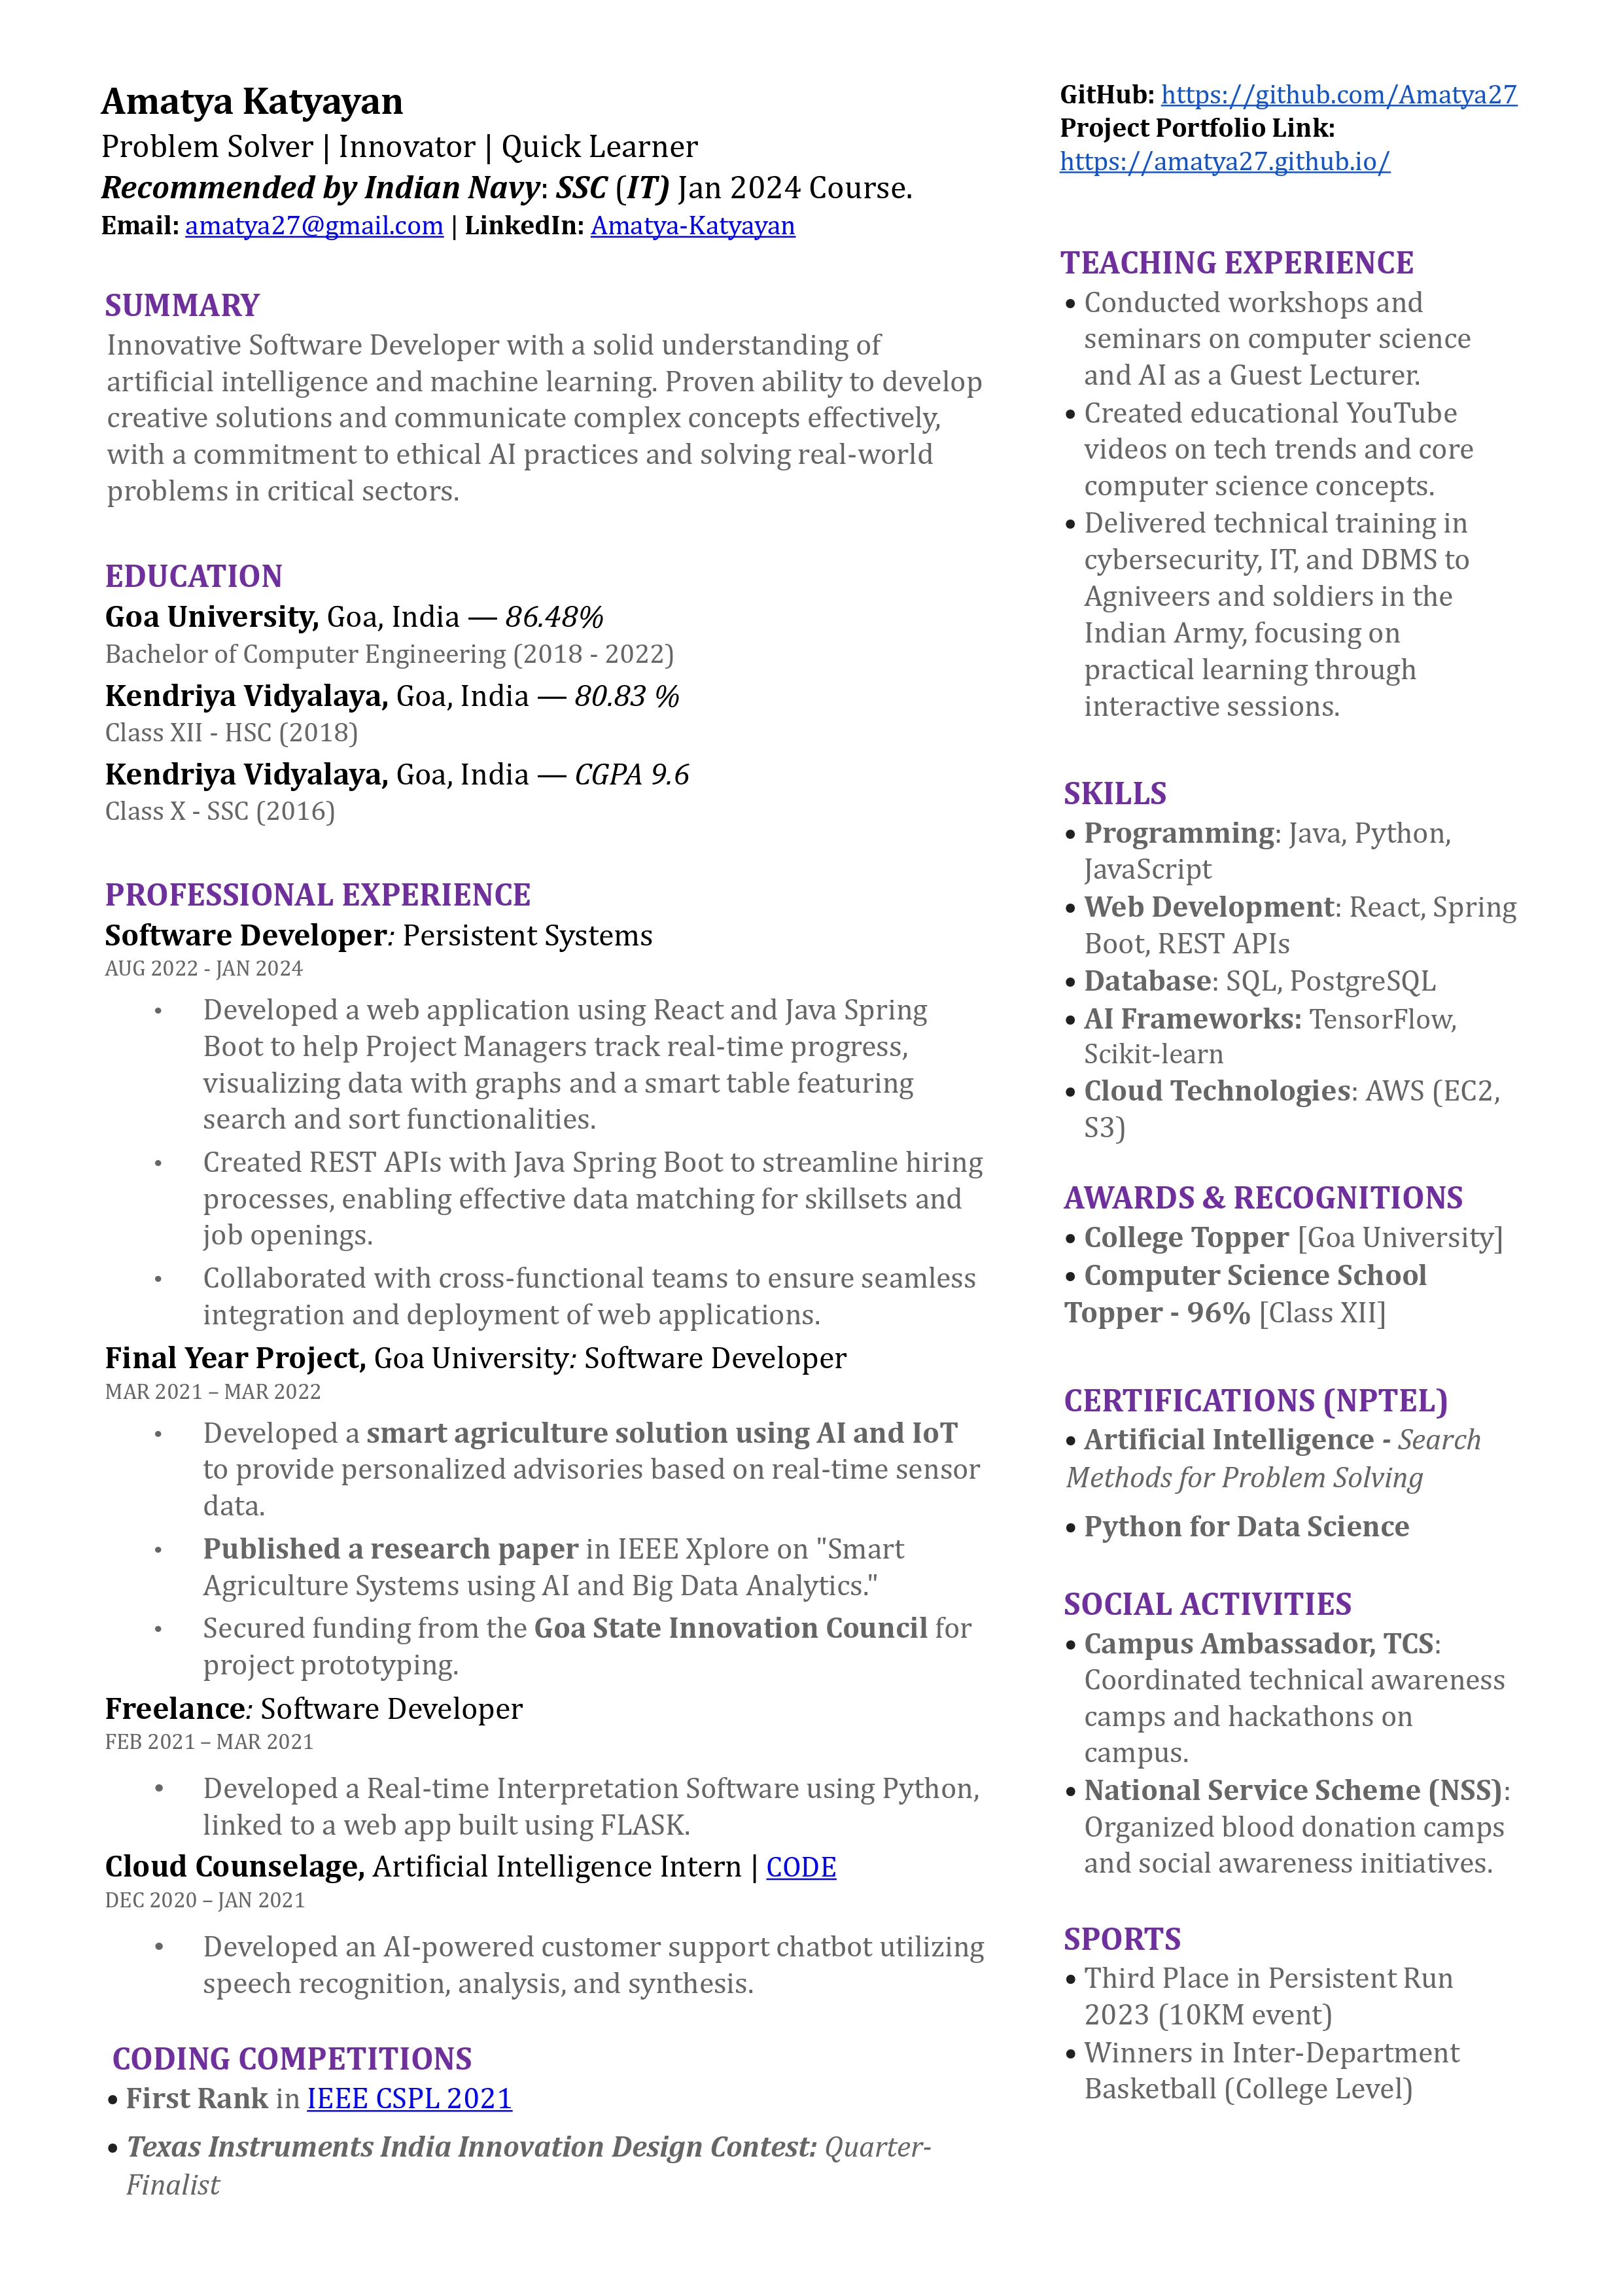 Amatya Katyayan
Problem Solver | Innovator | Quick Learner
Recommended by Indian Navy: SSC (IT) Jan 2024 Course.
Email: amatya27@gmail.com | LinkedIn: Amatya-Katyayan
SUMMARY
Innovative Software Developer with a solid understanding of
artificial intelligence and machine learning. Proven ability to develop
creative solutions and communicate complex concepts effectively,
with a commitment to ethical AI practices and solving real-world
problems in critical sectors.
EDUCATION
Goa University, Goa, India — 86.48%
Bachelor of Computer Engineering (2018 - 2022)
Kendriya Vidyalaya, Goa, India — 80.83 %
Class XII - HSC (2018)
Kendriya Vidyalaya, Goa, India — CGPA 9.6
Class X - SSC (2016)
PROFESSIONAL EXPERIENCE
Software Developer: Persistent Systems
AUG 2022 - JAN 2024
• Developed a web application using React and Java Spring
Boot to help Project Managers track real-time progress,
visualizing data with graphs and a smart table featuring
search and sort functionalities.
• Created REST APIs with Java Spring Boot to streamline hiring
processes, enabling effective data matching for skillsets and
job openings.
• Collaborated with cross-functional teams to ensure seamless
integration and deployment of web applications.
Final Year Project, Goa University: Software Developer
MAR 2021 – MAR 2022
• Developed a smart agriculture solution using AI and IoT
to provide personalized advisories based on real-time sensor
data.
• Published a research paper in IEEE Xplore on "Smart
Agriculture Systems using AI and Big Data Analytics."
• Secured funding from the Goa State Innovation Council for
project prototyping.
Freelance: Software Developer
FEB 2021 – MAR 2021
• Developed a Real-time Interpretation Software using Python,
linked to a web app built using FLASK.
Cloud Counselage, Artificial Intelligence Intern | CODE
DEC 2020 – JAN 2021
• Developed an AI-powered customer support chatbot utilizing
speech recognition, analysis, and synthesis.
CODING COMPETITIONS
• First Rank in IEEE CSPL 2021
• Texas Instruments India Innovation Design Contest: Quarter-
Finalist
GitHub: https://github.com/Amatya27
Project Portfolio Link:
https://amatya27.github.io/
TEACHING EXPERIENCE
• Conducted workshops and
seminars on computer science
and AI as a Guest Lecturer.
• Created educational YouTube
videos on tech trends and core
computer science concepts.
• Delivered technical training in
cybersecurity, IT, and DBMS to
Agniveers and soldiers in the
Indian Army, focusing on
practical learning through
interactive sessions.
SKILLS
• Programming: Java, Python,
JavaScript
• Web Development: React, Spring
Boot, REST APIs
• Database: SQL, PostgreSQL
• AI Frameworks: TensorFlow,
Scikit-learn
• Cloud Technologies: AWS (EC2,
S3)
AWARDS & RECOGNITIONS
• College Topper [Goa University]
• Computer Science School
Topper - 96% [Class XII]
CERTIFICATIONS (NPTEL)
• Artificial Intelligence - Search
Methods for Problem Solving
• Python for Data Science
SOCIAL ACTIVITIES
• Campus Ambassador, TCS:
Coordinated technical awareness
camps and hackathons on
campus.
• National Service Scheme (NSS):
Organized blood donation camps
and social awareness initiatives.
SPORTS
• Third Place in Persistent Run
2023 (10KM event)
• Winners in Inter-Department
Basketball (College Level)